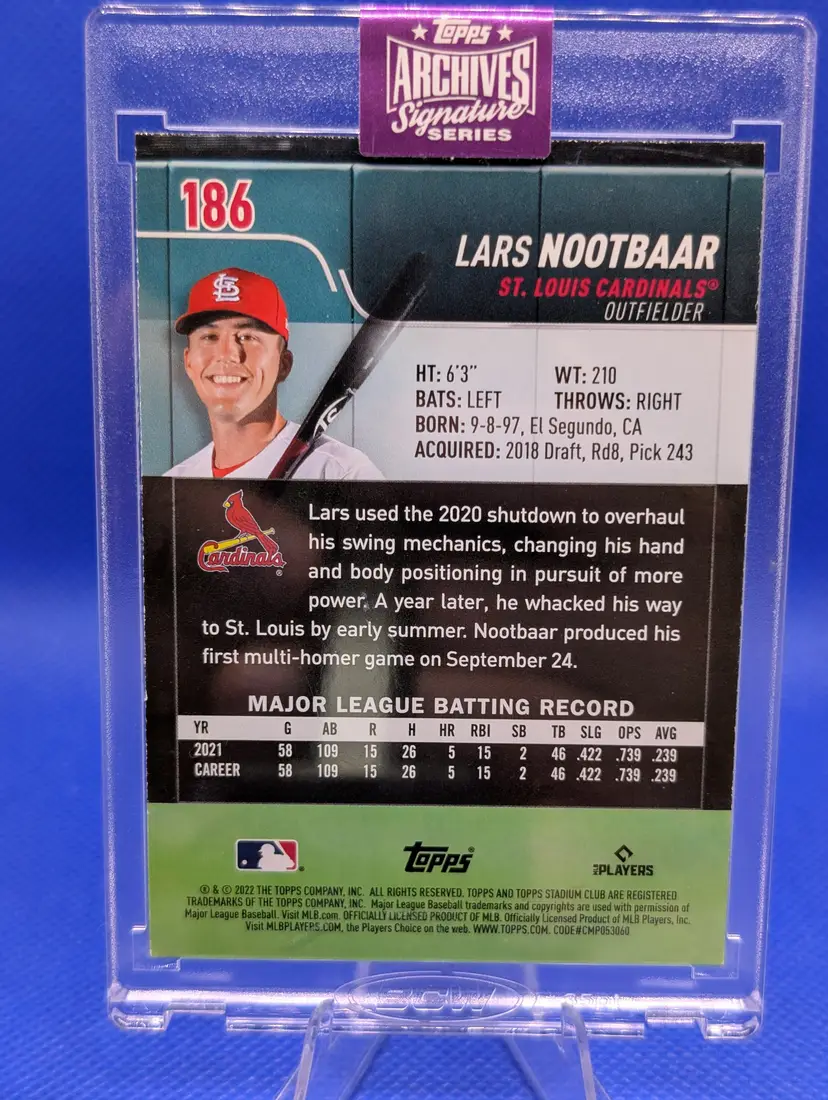 Topps
ARCHIVES
Signature
SERIES
186
LARS NOOTBAAR
ST. LOUIS CARDINALS®
OUTFIELDER
HT: 6'3" WT: 210
BATS: LEFT THROWS: RIGHT
BORN: 9-8-97, El Segundo, CA
ACQUIRED: 2018 Draft, Rd8, Pick 243
Cardinals®
Lars used the 2020 shutdown to overhaul
his swing mechanics, changing his hand
and body positioning in pursuit of more
power. A year later, he whacked his way
to St. Louis by early summer. Nootbaar produced his
first multi-homer game on September 24.
MAJOR LEAGUE BATTING RECORD
YR G AB R H HR RBI SB TB SLG OPS AVG
2021 58 109 15 26 5 15 2 46 .422 .739 .239
CAREER 58 109 15 26 5 15 2 46 .422 .739 .239
Topps®
MLB PLAYERS
® & © 2022 THE TOPPS COMPANY, INC. ALL RIGHTS RESERVED. TOPPS AND TOPPS STADIUM CLUB ARE REGISTERED
TRADEMARKS OF THE TOPPS COMPANY, INC. Major League Baseball trademarks and copyrights are used with permission of
Major League Baseball. Visit MLB.com. OFFICIALLY LICENSED PRODUCT OF MLB. Officially Licensed Product of MLB Players, Inc.
Visit MLBPLAYERS.COM, the Players Choice on the web. WWW.TOPPS.COM. CODE#CMP053060
BCW